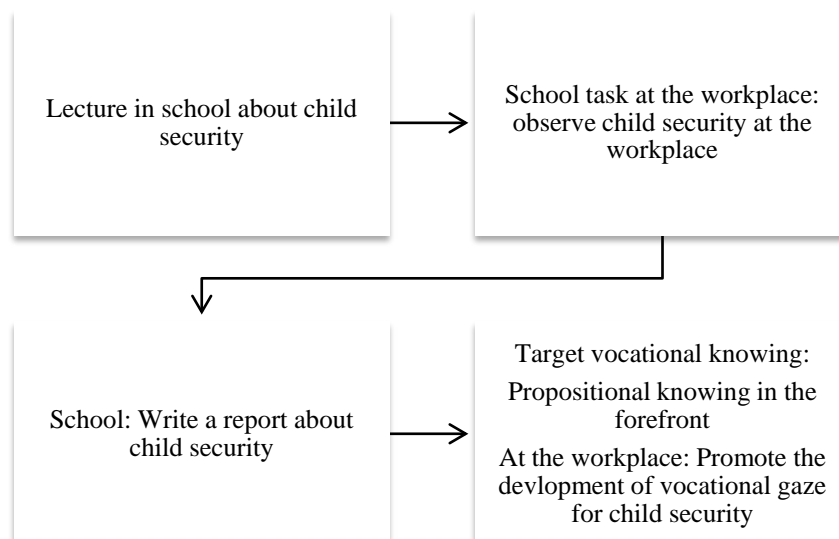 Lecture in school about child
security
School task at the workplace:
observe child security at the
workplace
School: Write a report about
child security
Target vocational knowing:
Propositional knowing in the
forefront
At the workplace: Promote the
devlopment of vocational gaze
for child security